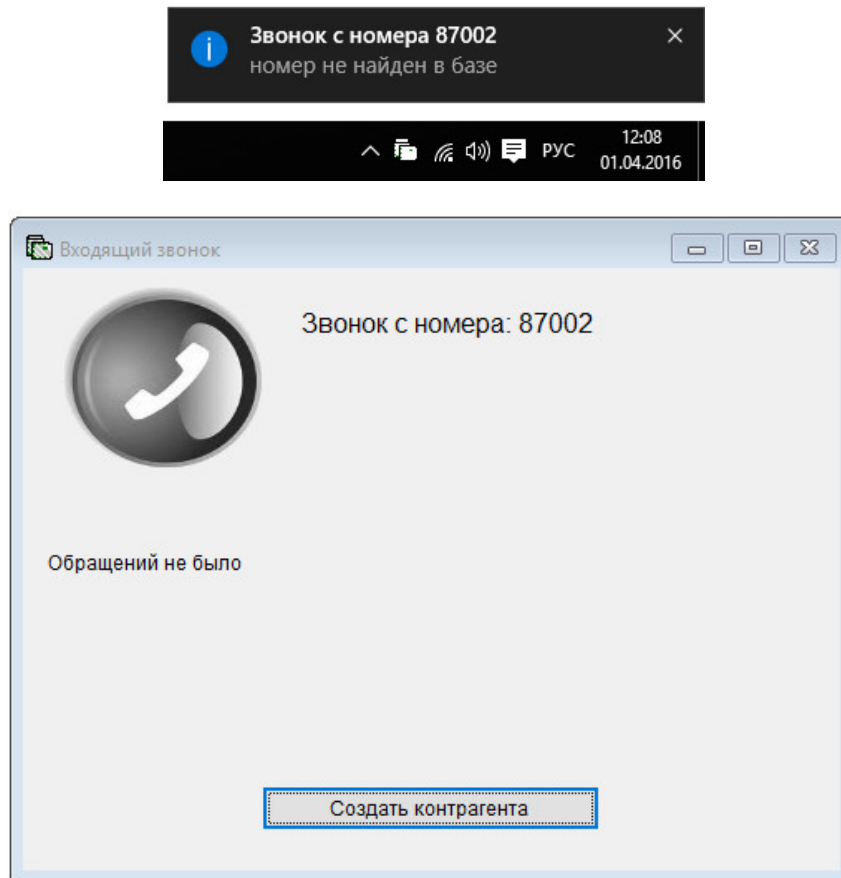 Звонок с номера 87002
номер не найден в базе
РУС
12:08
01.04.2016
Входящий звонок
Звонок с номера: 87002
Обращений не было
Создать контрагента